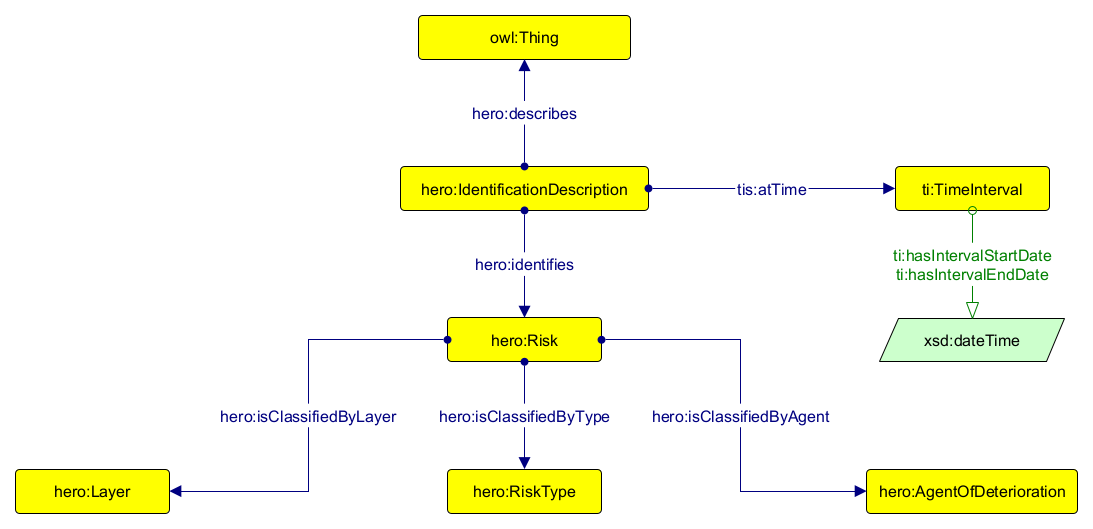 owl:Thing
hero:describes
hero:IdentificationDescription
tis:atTime
ti:TimeInterval
hero:identifies
ti:hasIntervalStartDate
ti:hasIntervalEndDate
hero:Risk
xsd:dateTime
hero:isClassifiedByLayer
hero:isClassifiedByType
hero:isClassifiedByAgent
hero:Layer
hero:RiskType
hero:AgentOfDeterioration